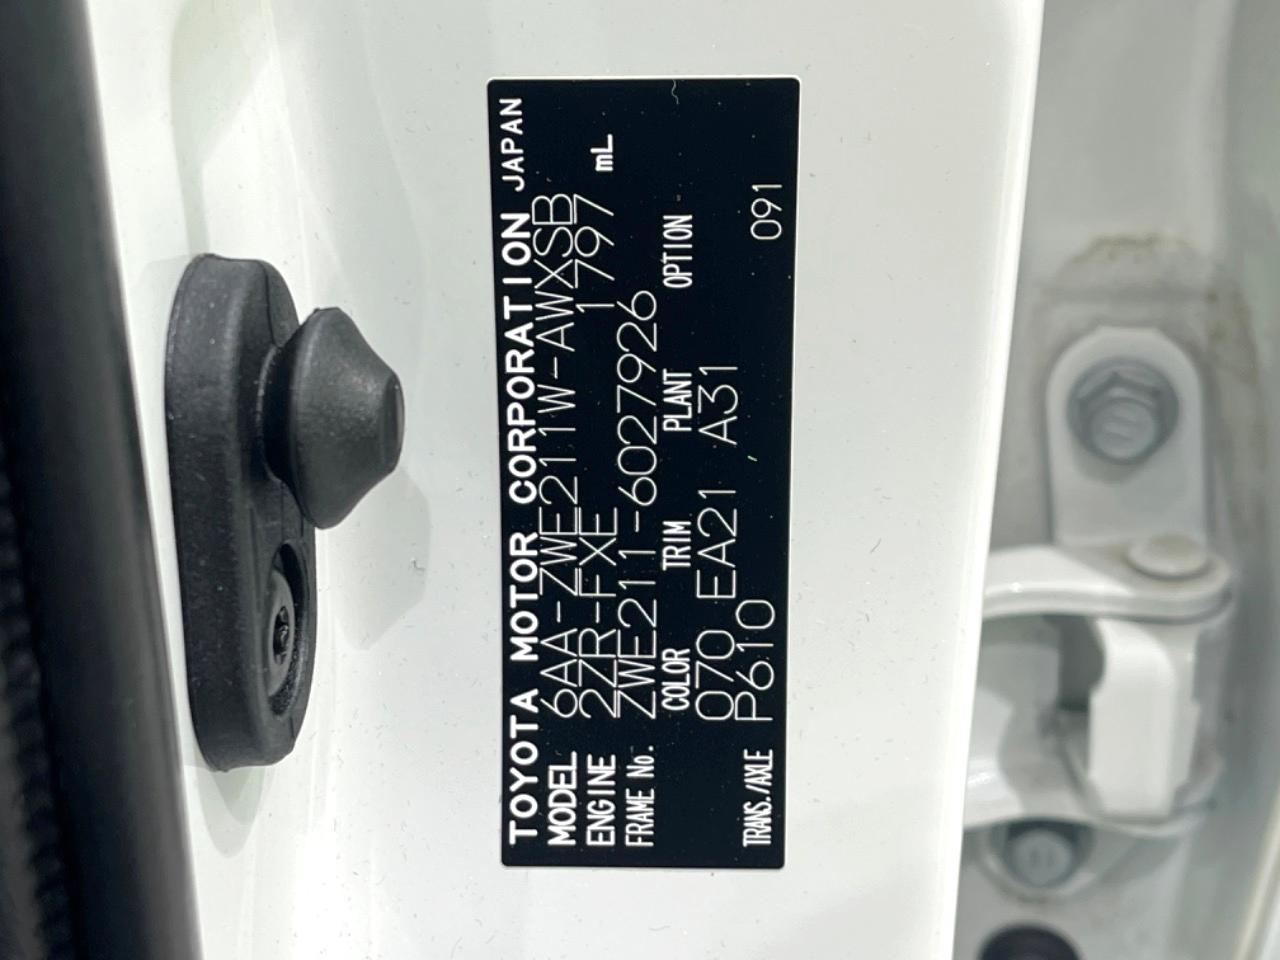 TOYOTA MOTOR CORPORATION JAPAN
MODEL 6AA-ZWE211W-AWXSB
ENGINE 2ZR-FXE 1797 mL
FRAME No. ZWE211-6027926
COLOR TRIM PLANT OPTION
070 EA21 A31
TRANS./AXLE P610 091